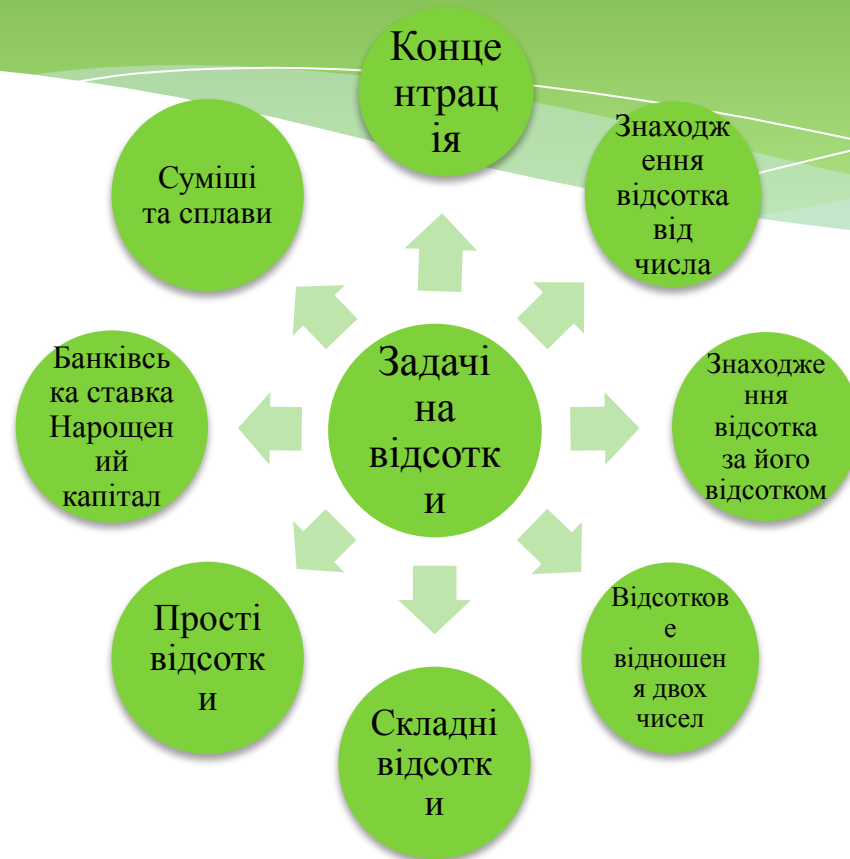 Конце
нтрац
ія
Знаходж
ення
відсотка
від
числа
Знаходже
ння
відсотка
за його
відсотком
Відсотков
е
відношен
я двох
чисел
Складні
відсотк
и
Прості
відсотк
и
Банківсь
ка ставка
Нарощен
ий
капітал
Суміші
та сплави
Задачі
на
відсотк
и